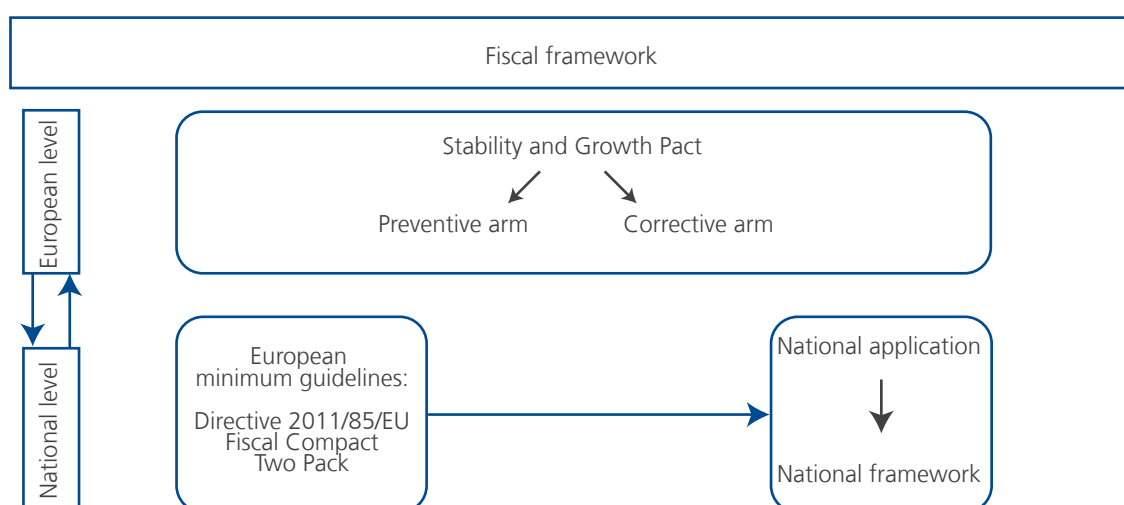 Fiscal framework
European level
Stability and Growth Pact
Preventive arm
Corrective arm
National level
European
minimum guidelines:
Directive 2011/85/EU
Fiscal Compact
Two Pack
National application
National framework